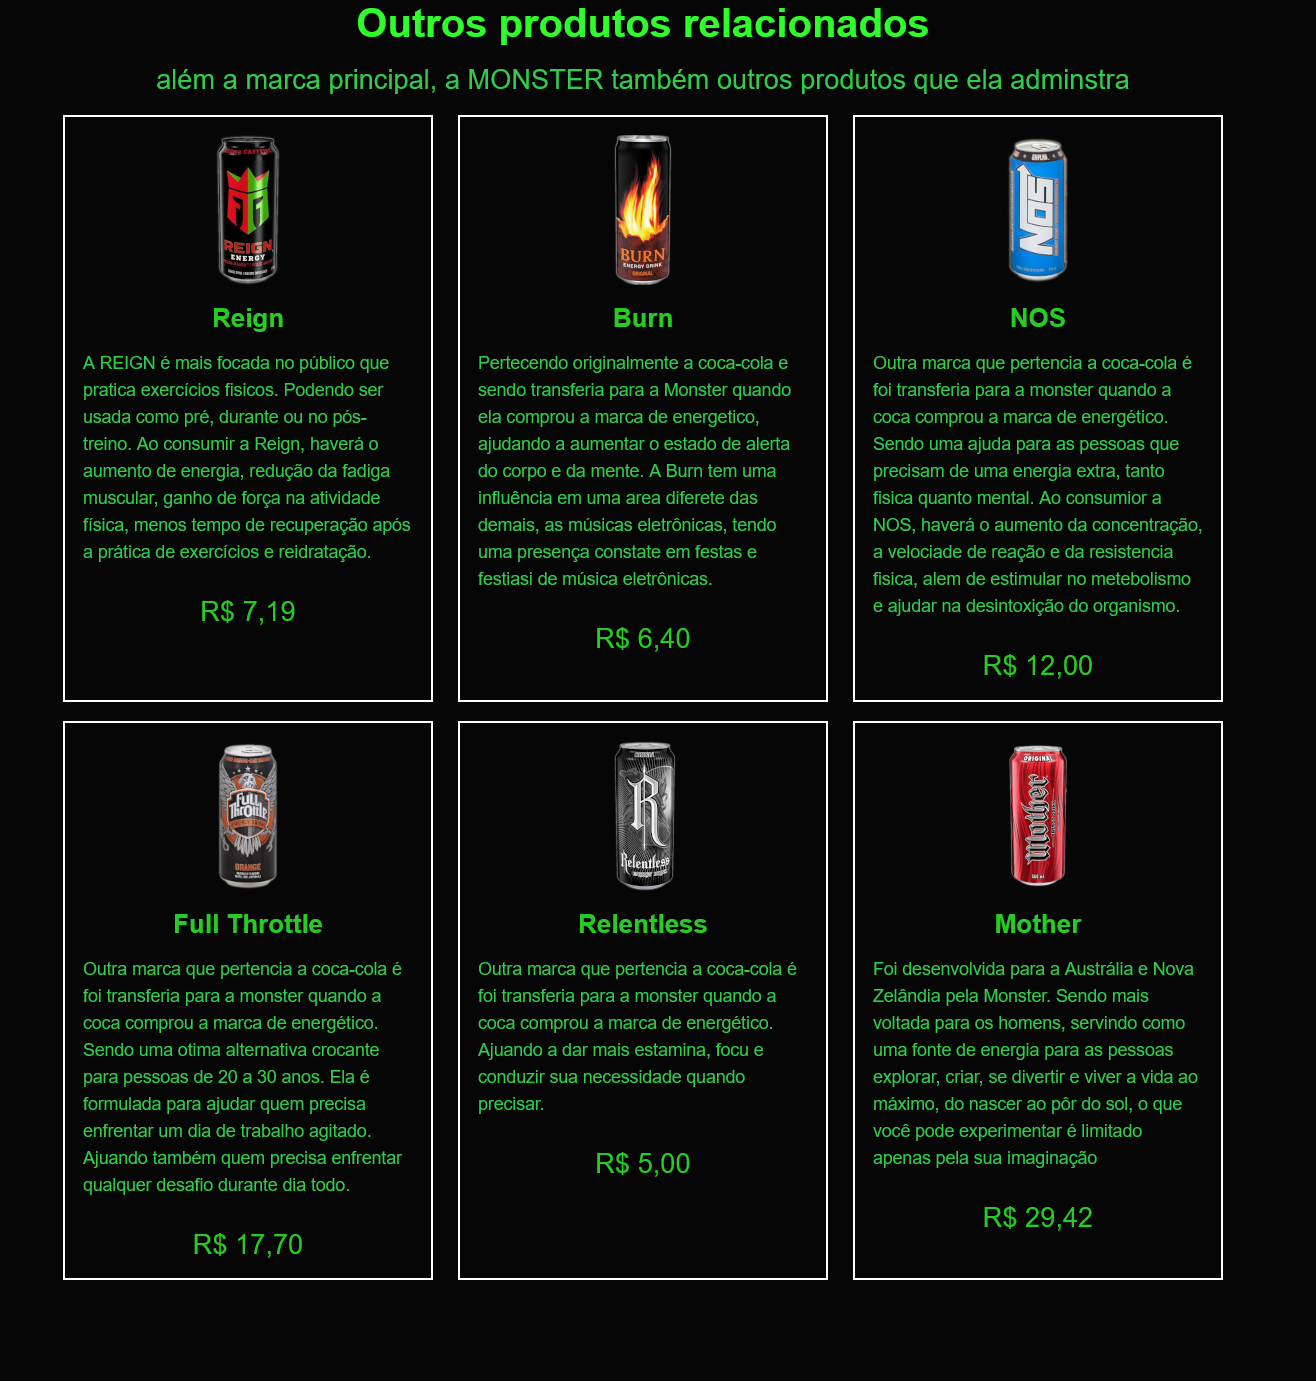 Outros produtos relacionados
além a marca principal, a MONSTER também outros produtos que ela adminstra
REIGN
ENERGY
Reign
A REIGN é mais focada no público que
pratica exercícios fisicos. Podendo ser
usada como pré, durante ou no pós-
treino. Ao consumir a Reign, haverá o
aumento de energia, redução da fadiga
muscular, ganho de força na atividade
física, menos tempo de recuperação após
a prática de exercícios e reidratação.
R$ 7,19
BURN
ENERGY DRINK
ORIGINAL
Burn
Pertecendo originalmente a coca-cola e
sendo transferia para a Monster quando
ela comprou a marca de energetico,
ajudando a aumentar o estado de alerta
do corpo e da mente. A Burn tem uma
influência em uma area diferete das
demais, as músicas eletrônicas, tendo
uma presença constate em festas e
festiasi de música eletrônicas.
R$ 6,40
NOS
NOS
Outra marca que pertencia a coca-cola é
foi transferia para a monster quando a
coca comprou a marca de energético.
Sendo uma ajuda para as pessoas que
precisam de uma energia extra, tanto
fisica quanto mental. Ao consumior a
NOS, haverá o aumento da concentração,
a velociade de reação e da resistencia
fisica, alem de estimular no metebolismo
e ajudar na desintoxição do organismo.
R$ 12,00
Full
Throttle
ORANGE
Full Throttle
Outra marca que pertencia a coca-cola é
foi transferia para a monster quando a
coca comprou a marca de energético.
Sendo uma otima alternativa crocante
para pessoas de 20 a 30 anos. Ela é
formulada para ajudar quem precisa
enfrentar um dia de trabalho agitado.
Ajuando também quem precisa enfrentar
qualquer desafio durante dia todo.
R$ 17,70
R
Relentless
Relentless
Outra marca que pertencia a coca-cola é
foi transferia para a monster quando a
coca comprou a marca de energético.
Ajuando a dar mais estamina, focu e
conduzir sua necessidade quando
precisar.
R$ 5,00
ORIGINAL
Mother
Mother
Foi desenvolvida para a Austrália e Nova
Zelândia pela Monster. Sendo mais
voltada para os homens, servindo como
uma fonte de energia para as pessoas
explorar, criar, se divertir e viver a vida ao
máximo, do nascer ao pôr do sol, o que
você pode experimentar é limitado
apenas pela sua imaginação
R$ 29,42